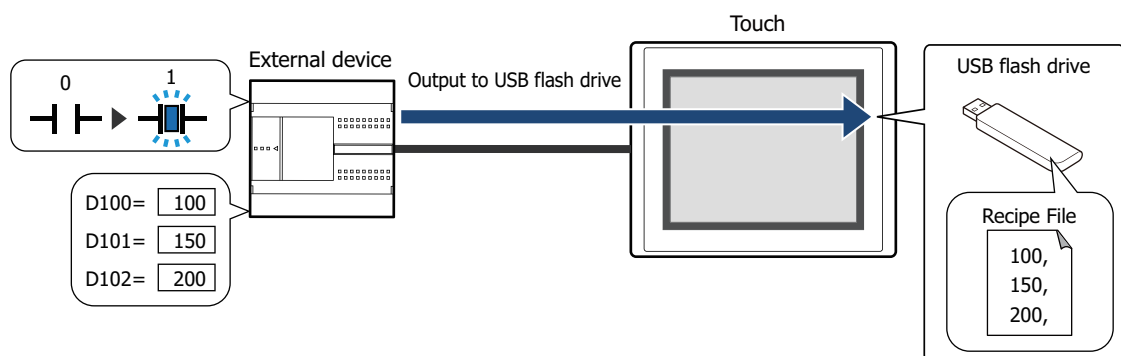 Touch
External device
USB flash drive
0 1
Output to USB flash drive
D100= 100
D101= 150
D102= 200
Recipe File
100,
150,
200,